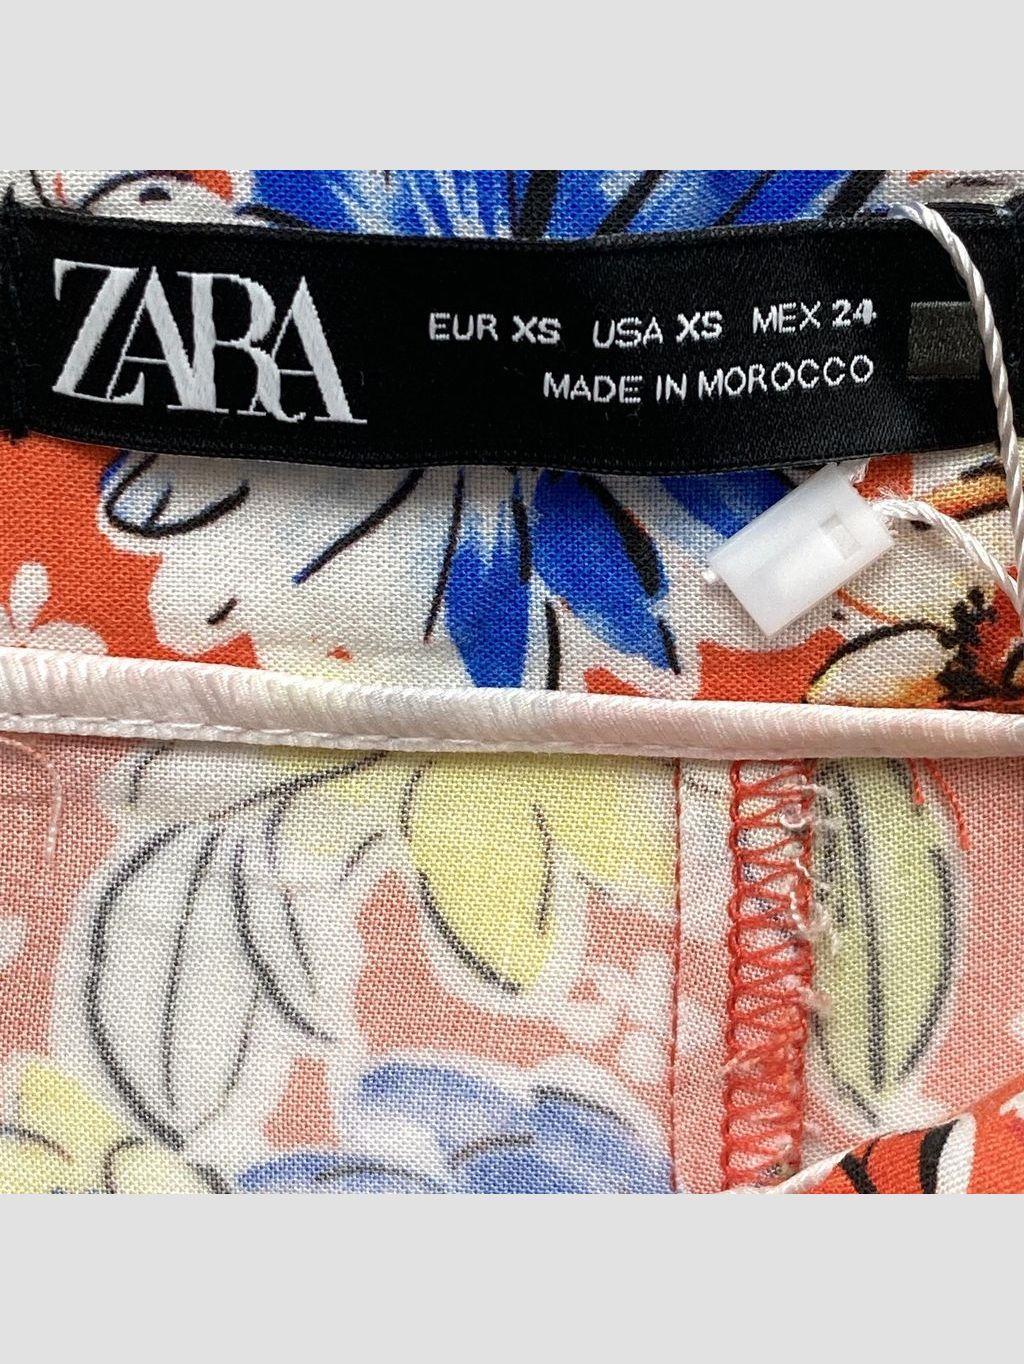 ZARA
EUR XS USA XS MEX 24
MADE IN MOROCCO